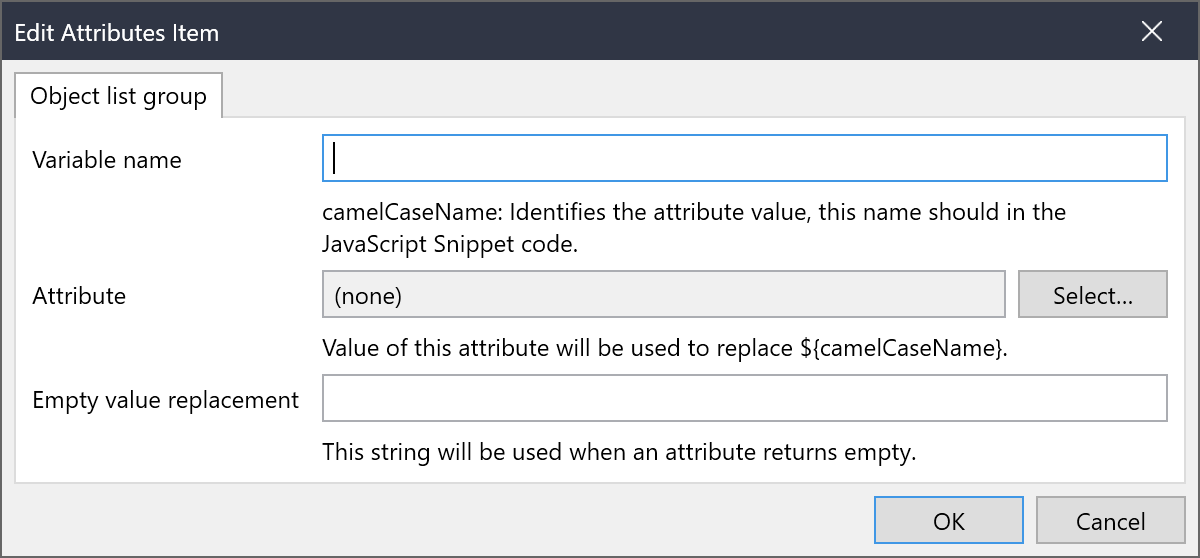 Edit Attributes Item
Object list group
Variable name
camelCaseName: Identifies the attribute value, this name should in the
JavaScript Snippet code.
Attribute
(none)
Select...
Value of this attribute will be used to replace ${camelCaseName}.
Empty value replacement
This string will be used when an attribute returns empty.
OK
Cancel